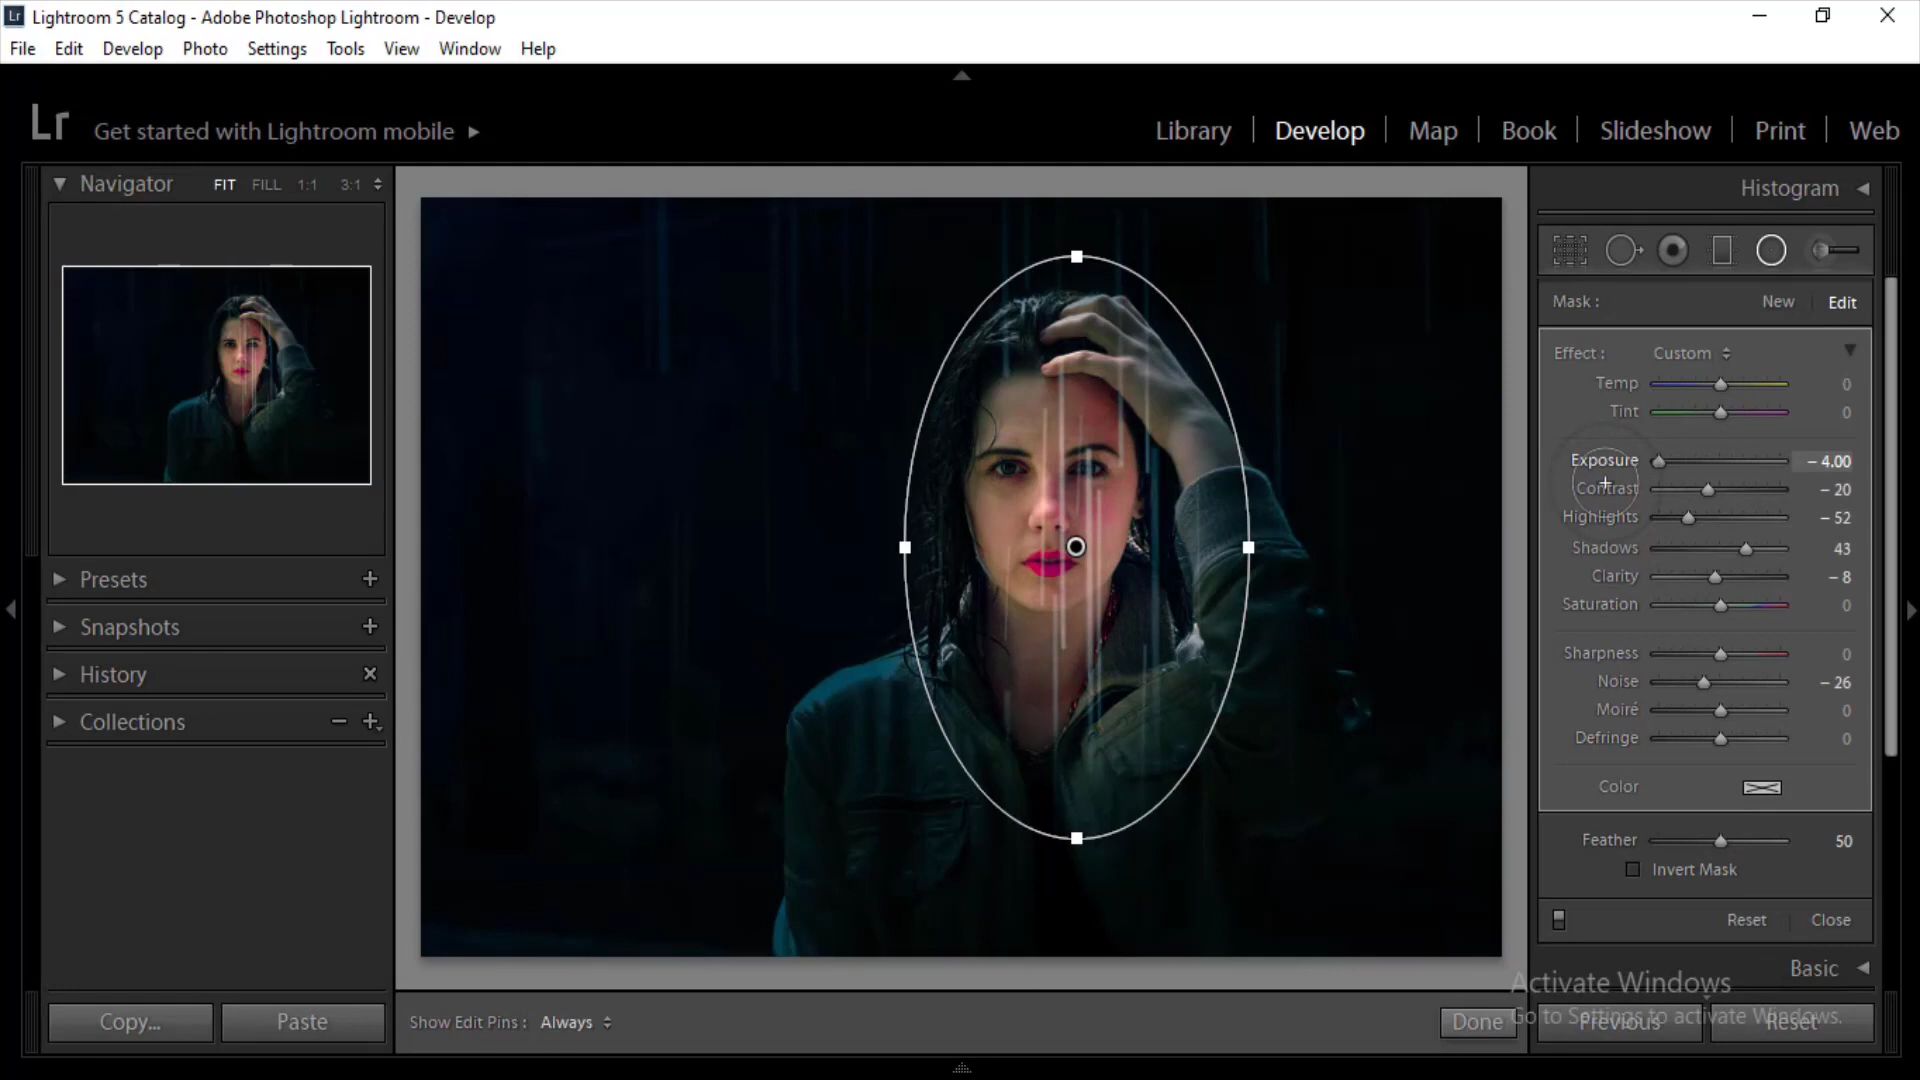 Lr Lightroom 5 Catalog - Adobe Photoshop Lightroom - Develop
File Edit Develop Photo Settings Tools View Window Help
Lr Get started with Lightroom mobile
Library | Develop | Map | Book | Slideshow | Print | Web
Navigator FIT FILL 1:1 3:1
Presets
Snapshots
History
Collections
Copy... Paste
Show Edit Pins : Always
Done
Histogram
Mask : New Edit
Effect : Custom
Temp 0
Tint 0
Exposure – 4.00
Contrast – 20
Highlights – 52
Shadows 43
Clarity – 8
Saturation 0
Sharpness 0
Noise – 26
Moiré 0
Defringe 0
Color
Feather 50
Invert Mask
Reset Close
Basic
Activate Windows
Go to Settings to activate Windows.
Previous Reset